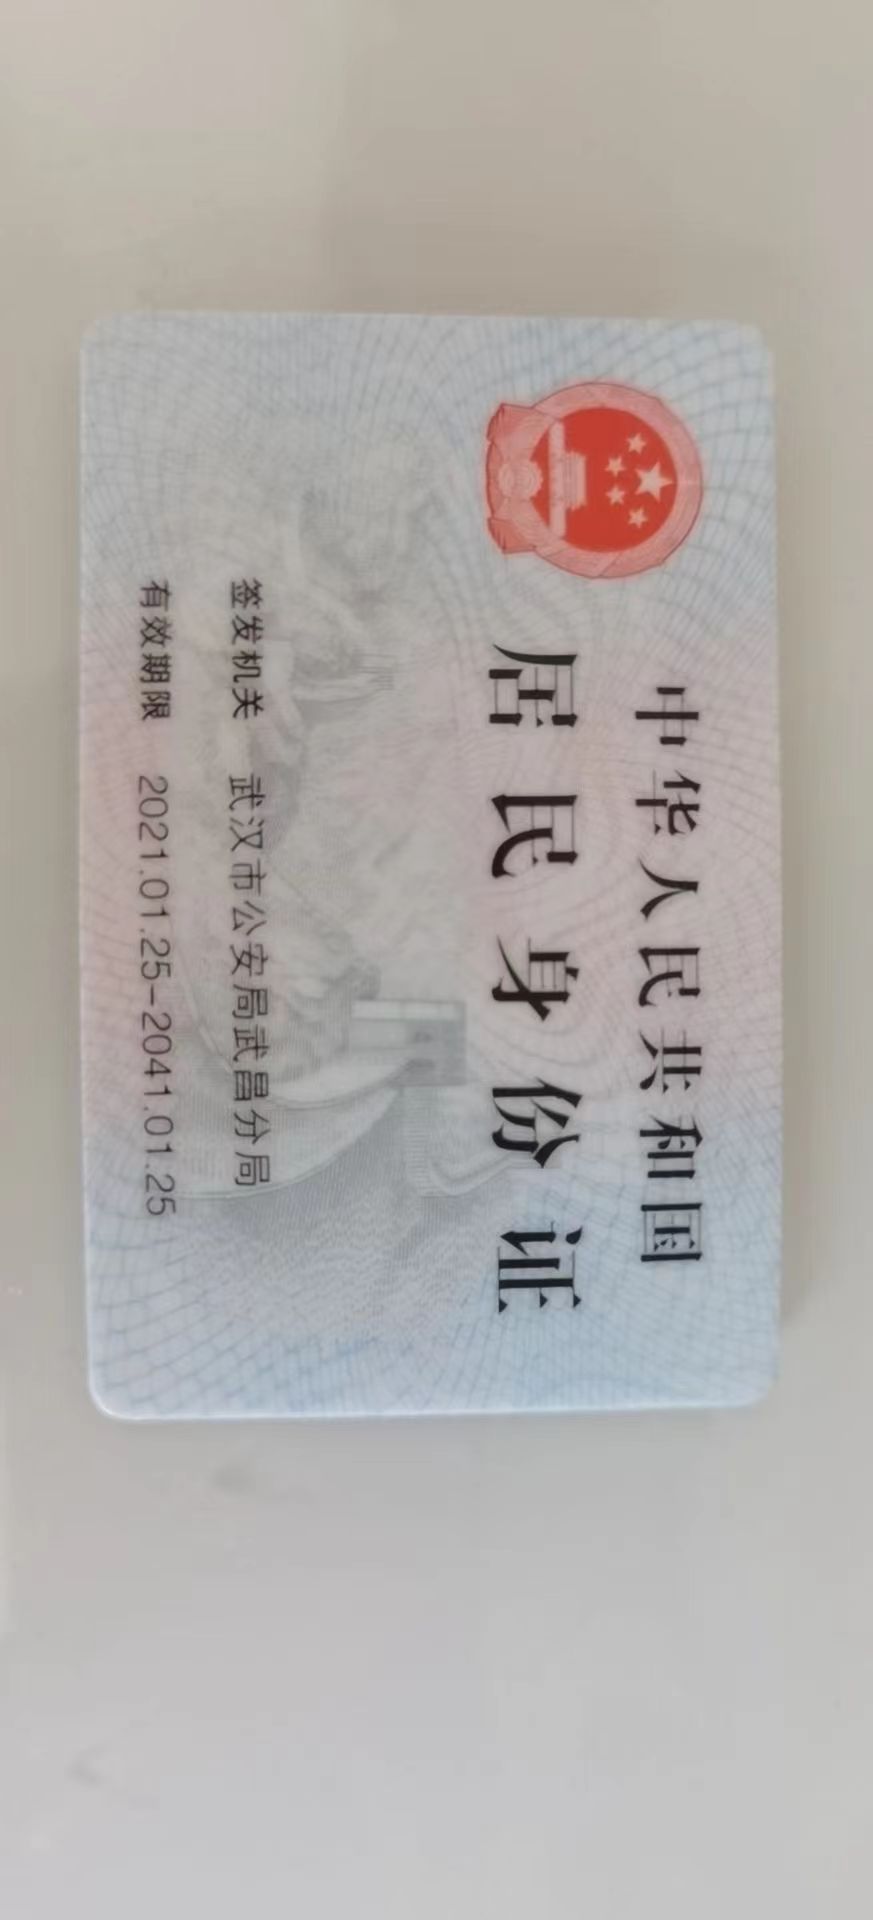 中华人民共和国
居民身份证
签发机关 武汉市公安局武昌分局
有效期限 2021.01.25-2041.01.25